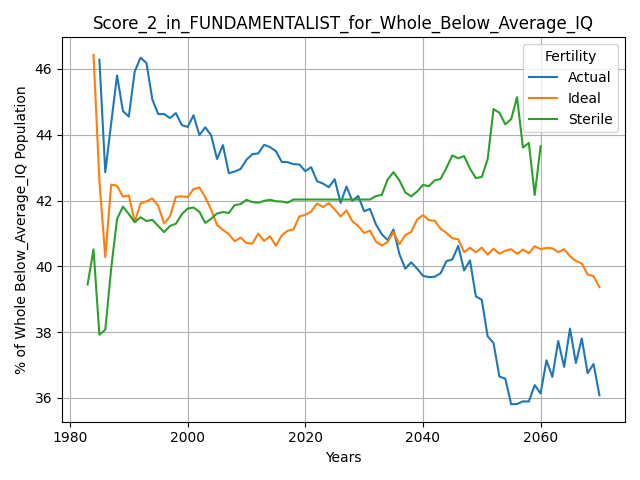 Score_2_in_FUNDAMENTALIST_for_Whole_Below_Average_IQ
Fertility
Actual
Ideal
Sterile
% of Whole Below_Average_IQ Population
46
44
42
40
38
36
1980
2000
2020
2040
2060
Years